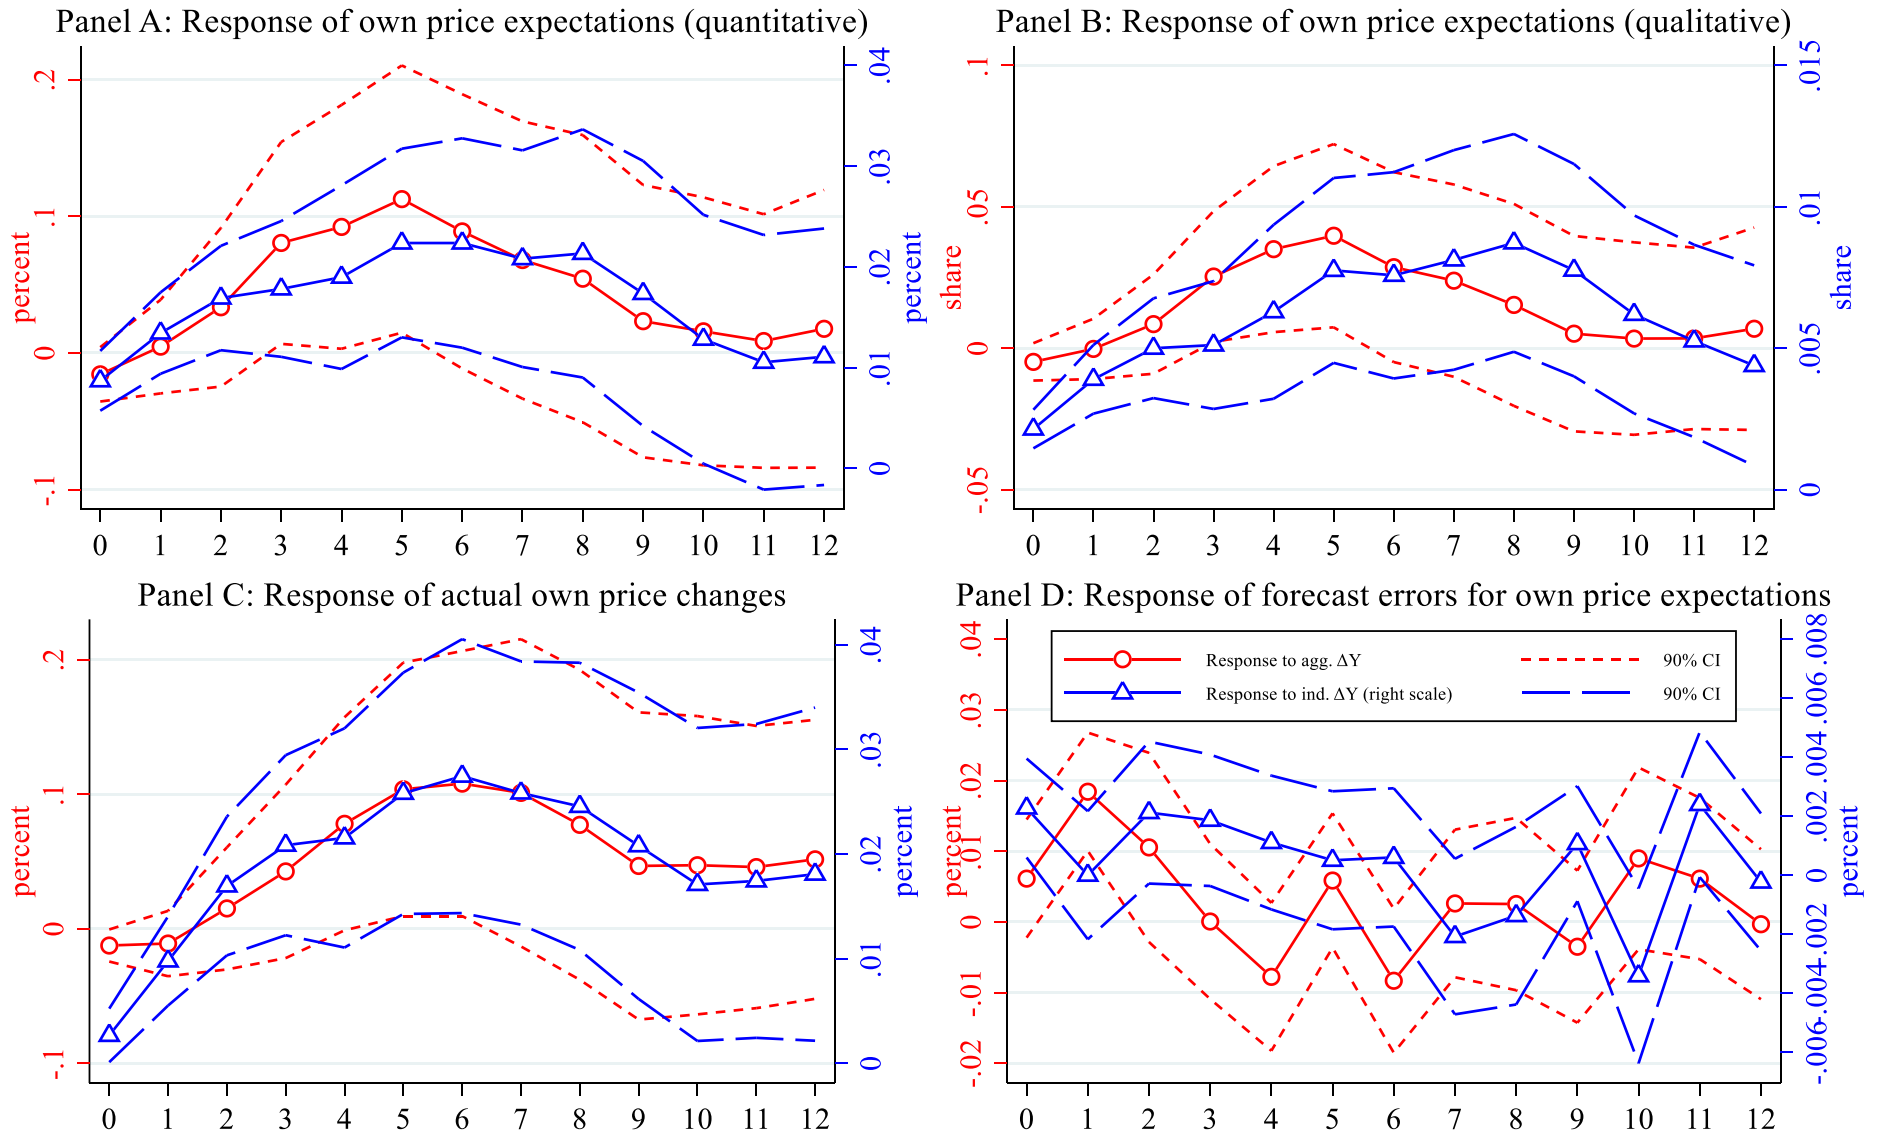 Panel A: Response of own price expectations (quantitative)
.2
.1
0
-.1
percent
.04
.03
.02
.01
0
percent
0 1 2 3 4 5 6 7 8 9 10 11 12
Panel B: Response of own price expectations (qualitative)
.1
.05
0
-.05
share
.015
.01
.005
0
share
0 1 2 3 4 5 6 7 8 9 10 11 12
Panel C: Response of actual own price changes
.2
.1
0
-.1
percent
.04
.03
.02
.01
0
percent
0 1 2 3 4 5 6 7 8 9 10 11 12
Panel D: Response of forecast errors for own price expectations
Response to agg. ΔY
90% CI
Response to ind. ΔY (right scale)
90% CI
.04
.03
.02
.01
0
-.01
-.02
percent
.008
.006
.004
.002
0
-.002
-.004
-.006
percent
0 1 2 3 4 5 6 7 8 9 10 11 12